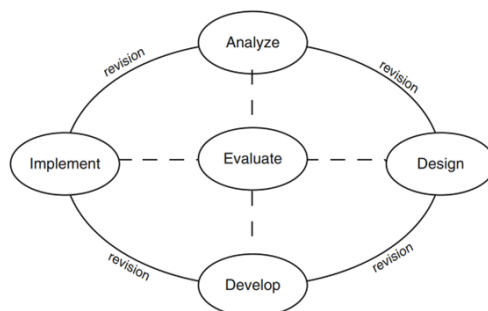 Analyze
revision
revision
Implement
Evaluate
Design
revision
revision
Develop